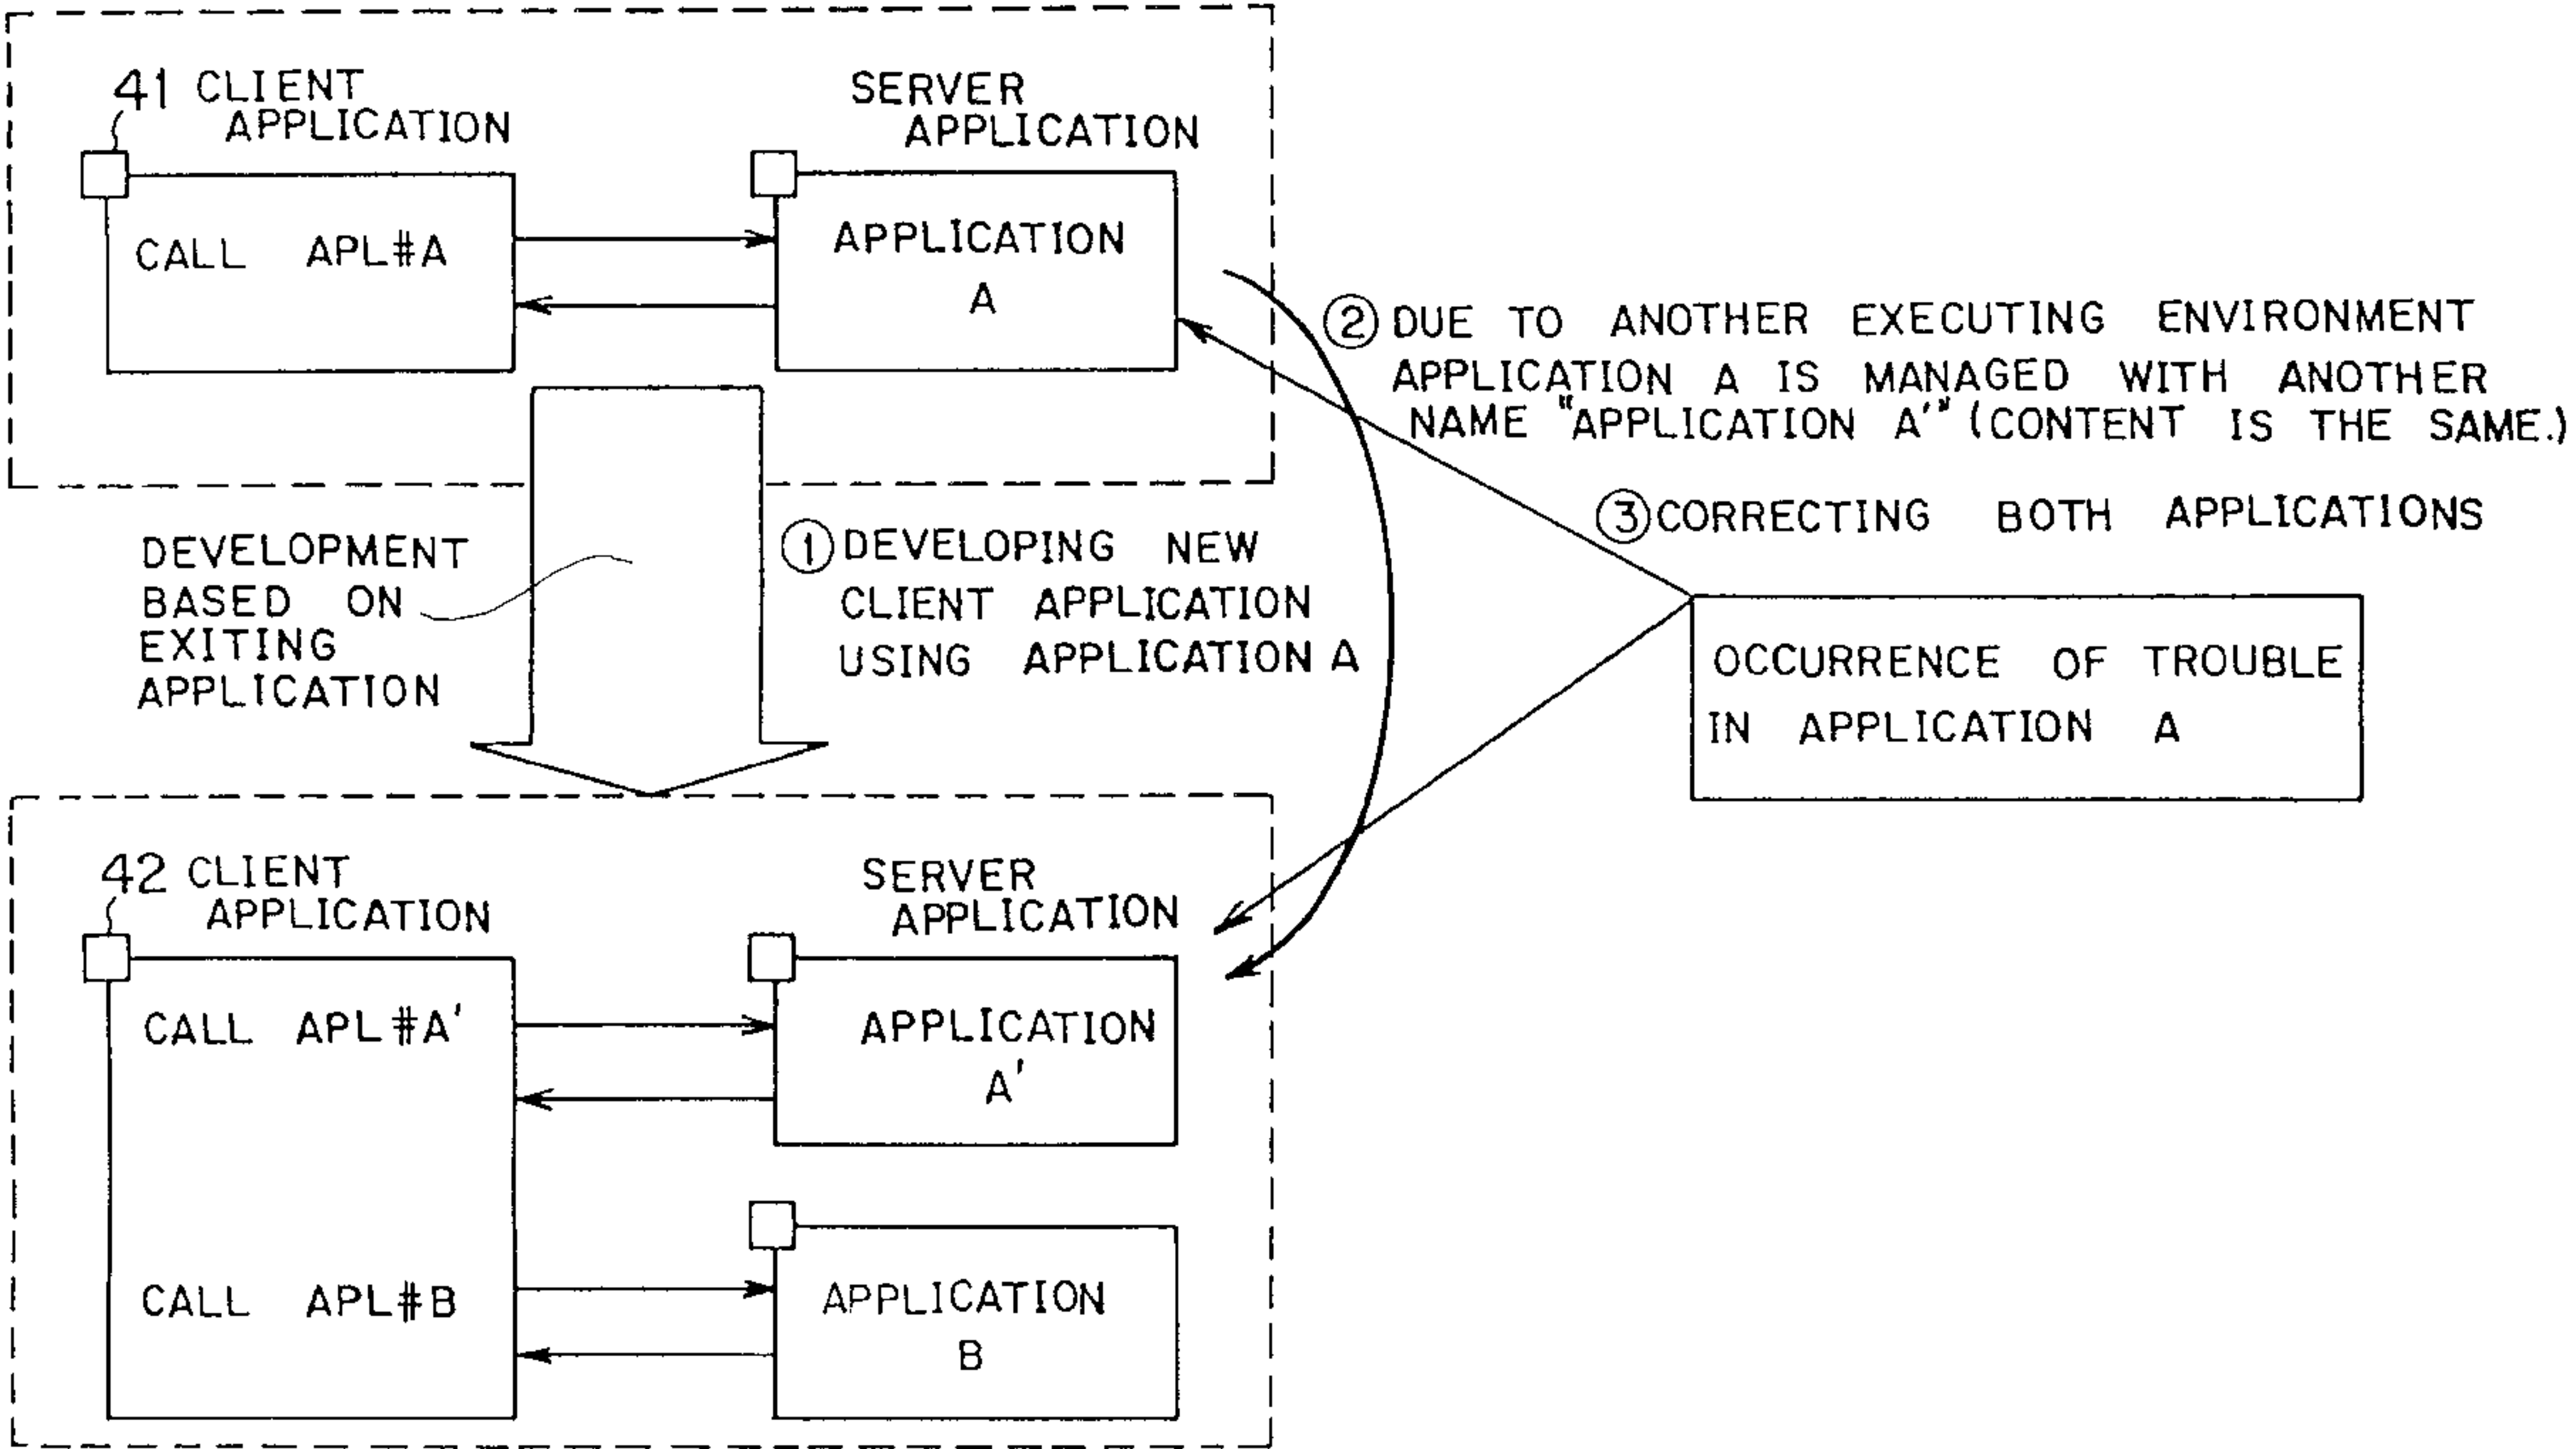 41 CLIENT
APPLICATION
SERVER
APPLICATION
CALL APL#A
APPLICATION
A
② DUE TO ANOTHER EXECUTING ENVIRONMENT
APPLICATION A IS MANAGED WITH ANOTHER
NAME "APPLICATION A'" (CONTENT IS THE SAME.)
③ CORRECTING BOTH APPLICATIONS
DEVELOPMENT
BASED ON
EXITING
APPLICATION
① DEVELOPING NEW
CLIENT APPLICATION
USING APPLICATION A
OCCURRENCE OF TROUBLE
IN APPLICATION A
42 CLIENT
APPLICATION
SERVER
APPLICATION
CALL APL#A'
APPLICATION
A'
CALL APL#B
APPLICATION
B